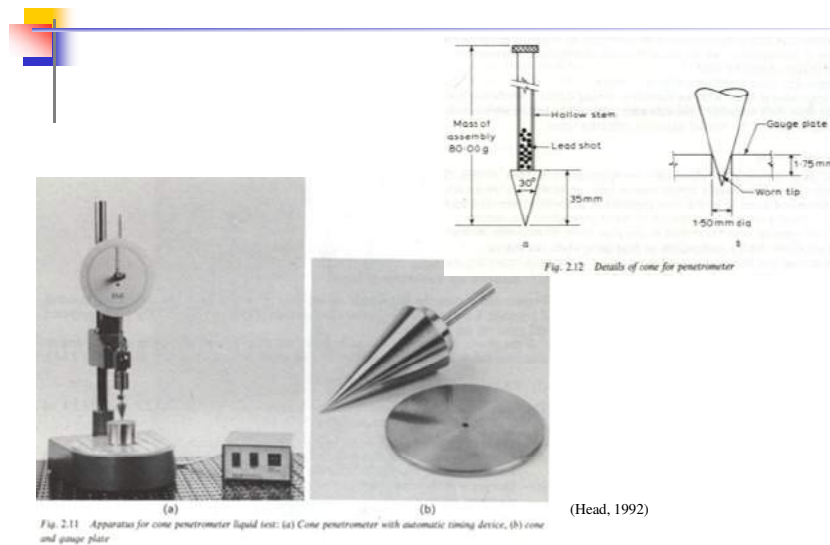 Mass of
assembly
80·00g
Hollow stem
Lead shot
30°
35mm
a
Gauge plate
1·75mm
Worn tip
1·50mm dia
Fig. 2.12 Details of cone for penetrometer
(a)
(b)
(Head, 1992)
Fig. 2.11 Apparatus for cone penetrometer liquid test: (a) Cone penetrometer with automatic timing device, (b) cone
and gauge plate